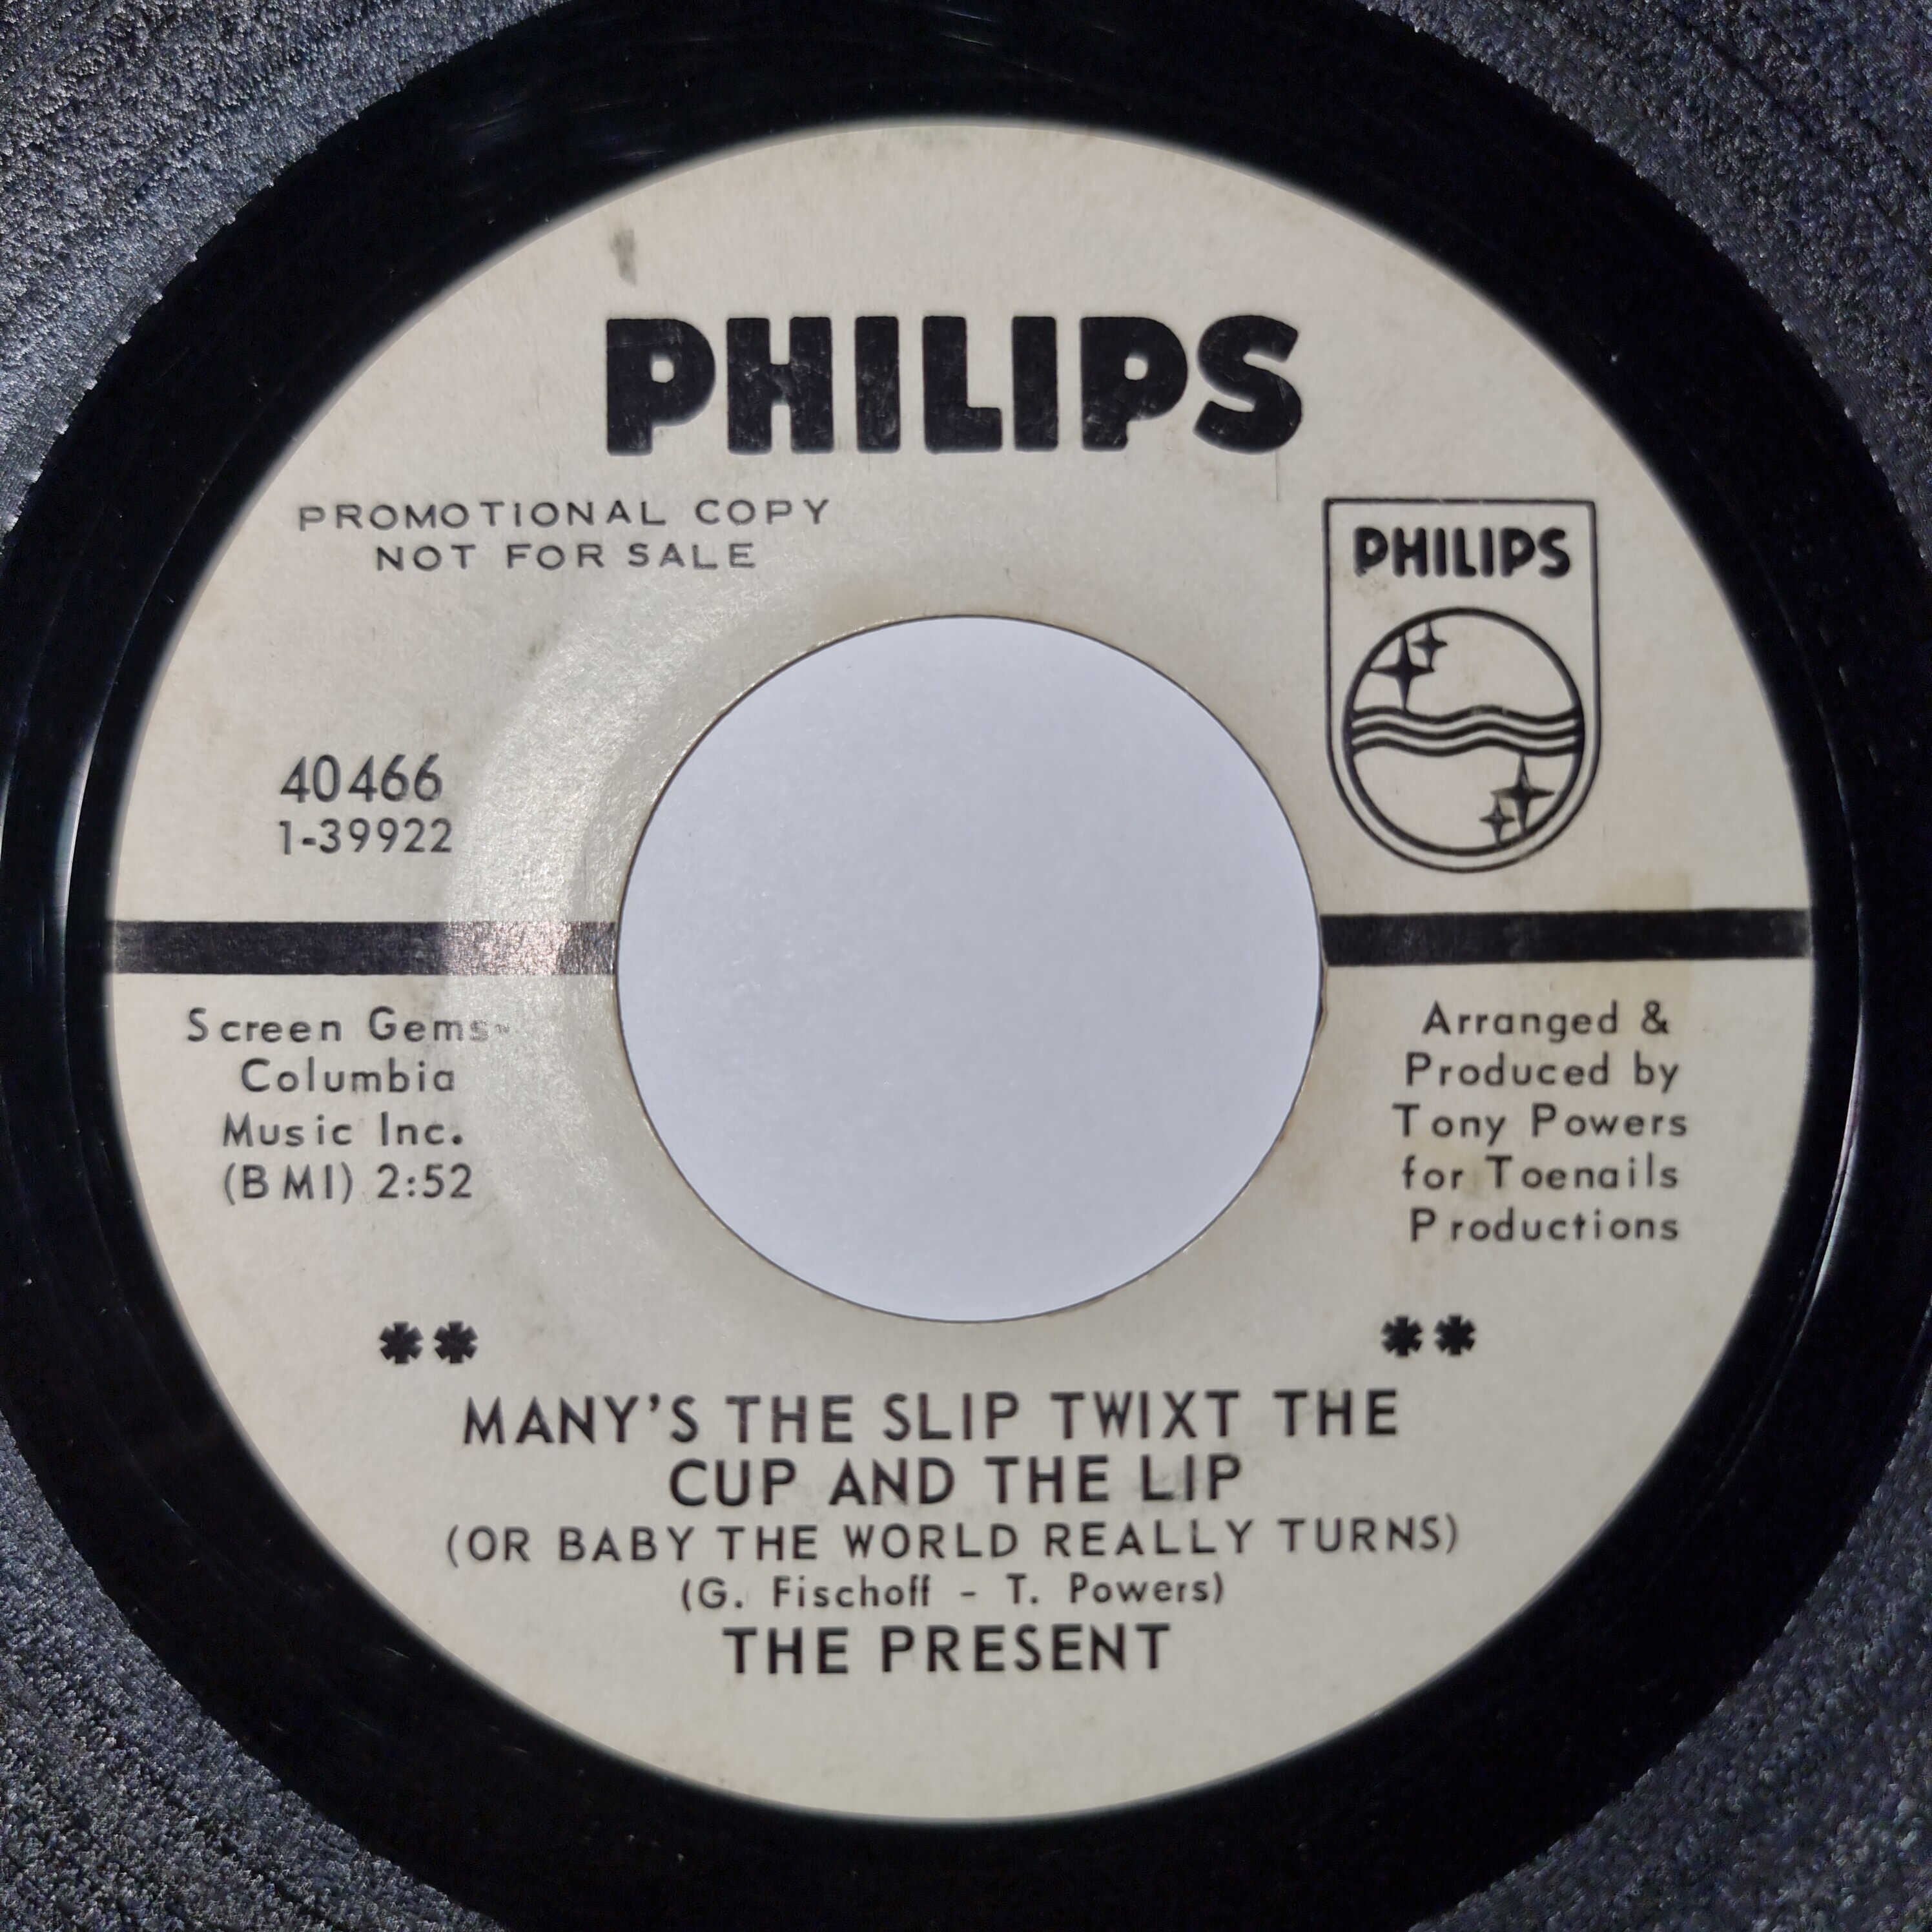 PHILIPS
PROMOTIONAL COPY
NOT FOR SALE
PHILIPS
40466
1-39922
Screen Gems-
Columbia
Music Inc.
(BMI) 2:52
Arranged &
Produced by
Tony Powers
for Toenails
Productions
** **
MANY'S THE SLIP TWIXT THE
CUP AND THE LIP
(OR BABY THE WORLD REALLY TURNS)
(G. Fischoff - T. Powers)
THE PRESENT